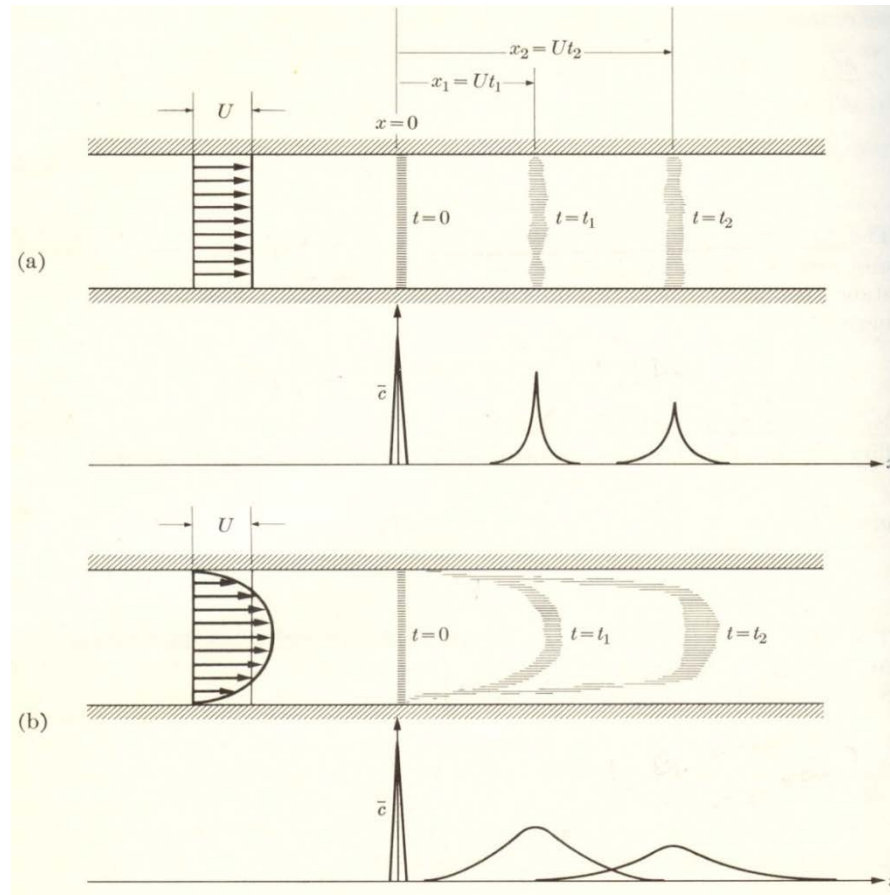 x₂ = Ut₂
x₁ = Ut₁
U
x = 0
t = 0
t = t₁
t = t₂
(a)
c̄
U
t = 0
t = t₁
t = t₂
(b)
c̄